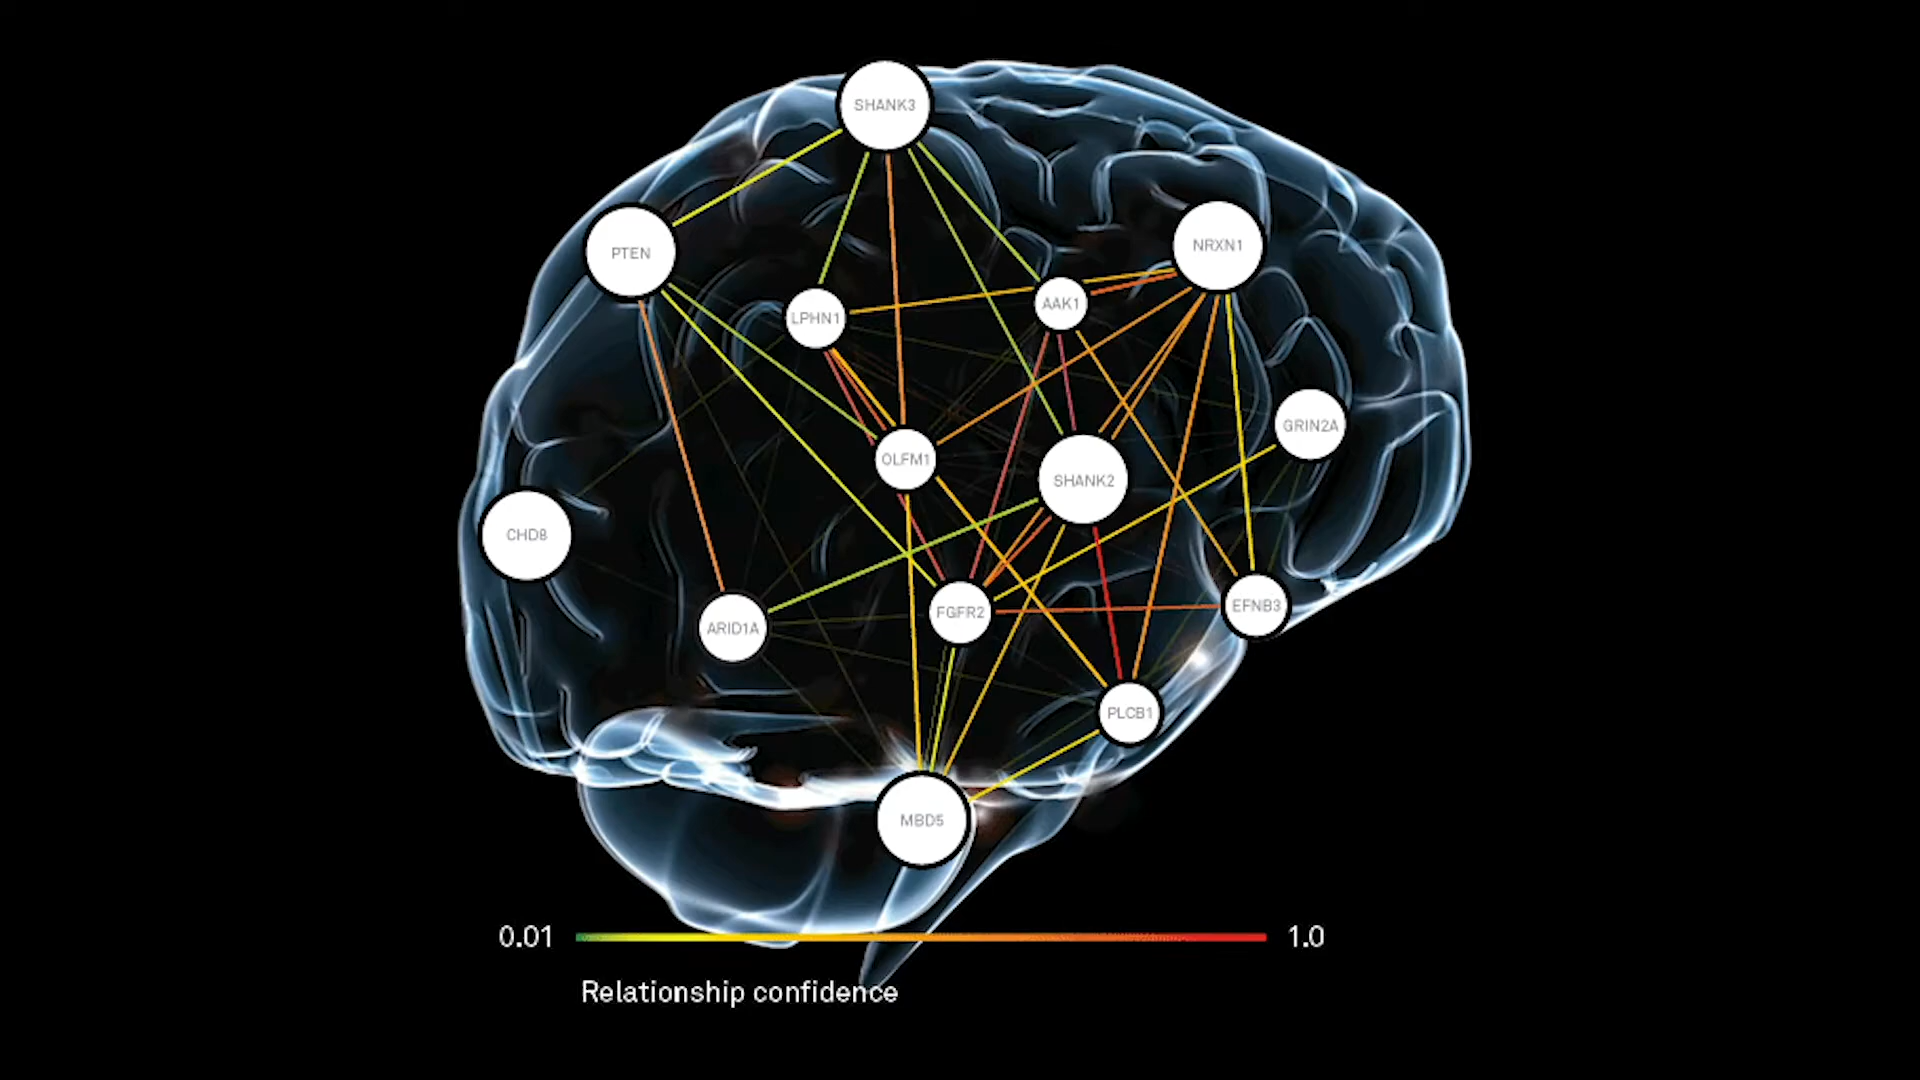 SHANK3
NRXN1
PTEN
AAK1
LPHN1
GRIN2A
OLFM1
SHANK2
CHD8
EFNB3
FGFR2
ARID1A
PLCB1
MBD5
0.01 1.0
Relationship confidence